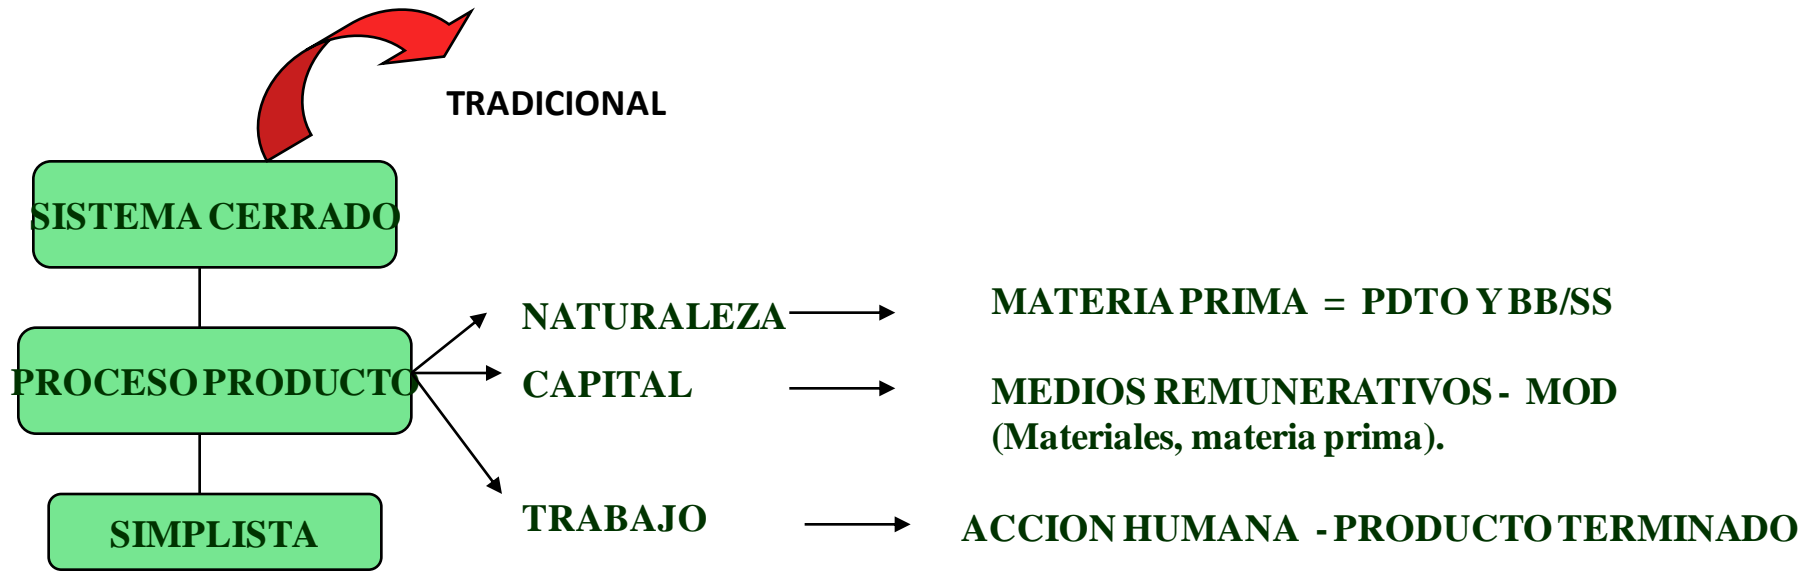 TRADICIONAL
SISTEMA CERRADO
PROCESO PRODUCTO
SIMPLISTA
NATURALEZA
MATERIA PRIMA = PDTO Y BB/SS
CAPITAL
MEDIOS REMUNERATIVOS - MOD
(Materiales, materia prima).
TRABAJO
ACCION HUMANA - PRODUCTO TERMINADO